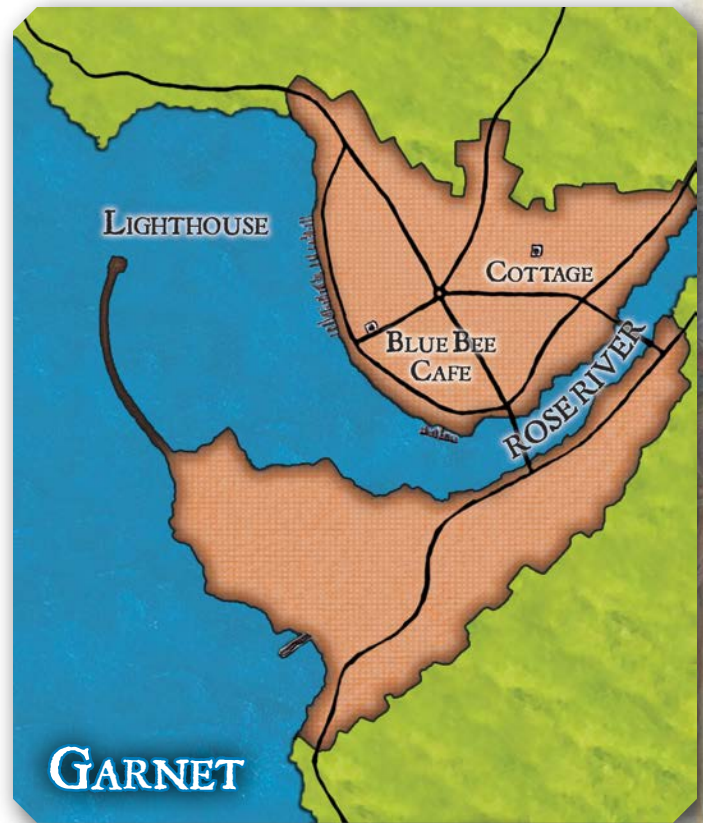 LIGHTHOUSE
COTTAGE
BLUE BEE
CAFE
ROSE RIVER
GARNET